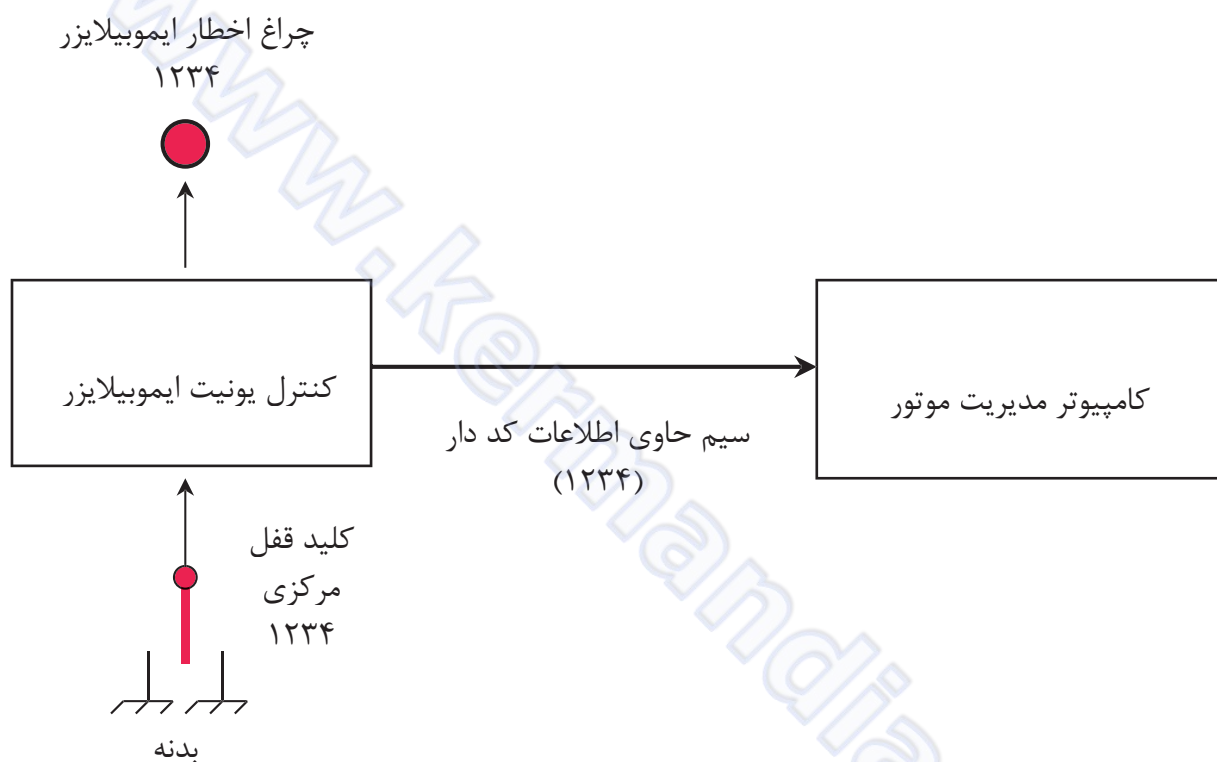 چراغ اخطار ایموبیلایزر
۱۲۳۴
کنترل یونیت ایموبیلایزر
کامپیوتر مدیریت موتور
سیم حاوی اطلاعات کد دار
(۱۲۳۴)
کلید قفل
مرکزی
۱۲۳۴
بدنه
www.kermandia